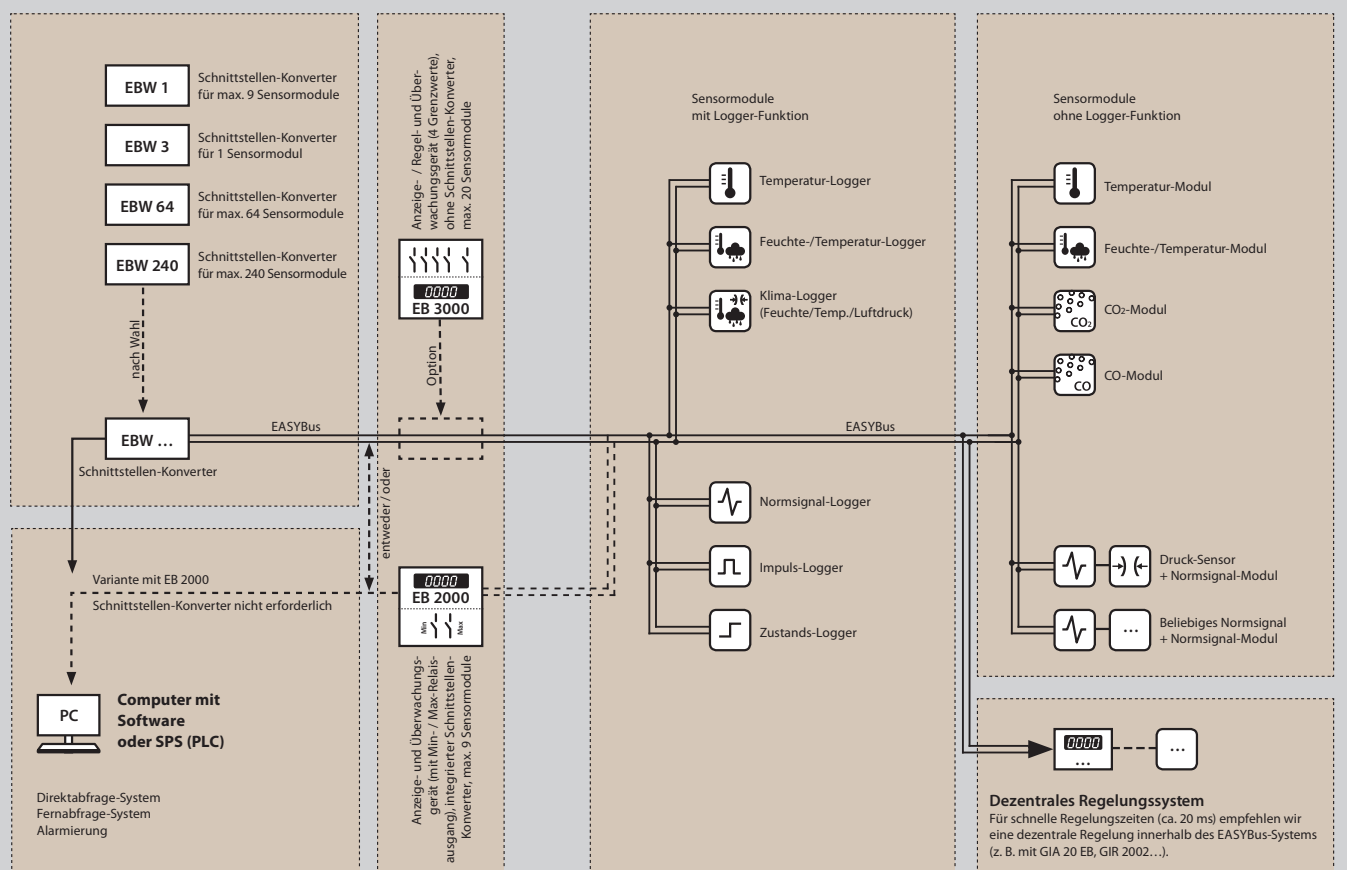 EBW 1
Schnittstellen-Konverter
für max. 9 Sensormodule
EBW 3
Schnittstellen-Konverter
für 1 Sensormodul
EBW 64
Schnittstellen-Konverter
für max. 64 Sensormodule
EBW 240
Schnittstellen-Konverter
für max. 240 Sensormodule
nach Wahl
EBW ...
Schnittstellen-Konverter
EASYBus
Anzeige- / Regel- und Über-
wachungsgerät (4 Grenzwerte),
ohne Schnittstellen-Konverter,
max. 20 Sensormodule
0000
EB 3000
Option
entweder / oder
Variante mit EB 2000
Schnittstellen-Konverter nicht erforderlich
0000
EB 2000
Min
Max
Anzeige- und Überwachungs-
gerät (mit Min- / Max-Relais-
ausgang), integrierter Schnittstellen-
Konverter, max. 9 Sensormodule
PC
Computer mit
Software
oder SPS (PLC)
Direktabfrage-System
Fernabfrage-System
Alarmierung
Sensormodule
mit Logger-Funktion
Temperatur-Logger
Feuchte-/Temperatur-Logger
Klima-Logger
(Feuchte/Temp./Luftdruck)
EASYBus
Normsignal-Logger
Impuls-Logger
Zustands-Logger
Sensormodule
ohne Logger-Funktion
Temperatur-Modul
Feuchte-/Temperatur-Modul
CO₂
CO₂-Modul
CO
CO-Modul
Druck-Sensor
+ Normsignal-Modul
...
Beliebiges Normsignal
+ Normsignal-Modul
0000
...
...
Dezentrales Regelungssystem
Für schnelle Regelungszeiten (ca. 20 ms) empfehlen wir
eine dezentrale Regelung innerhalb des EASYBus-Systems
(z. B. mit GIA 20 EB, GIR 2002…).